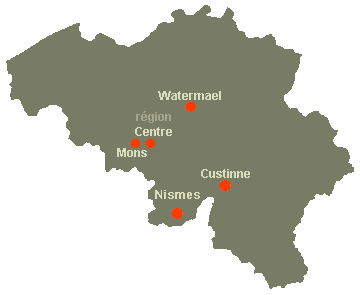 Watermael
région
Centre
Mons
Custinne
Nismes